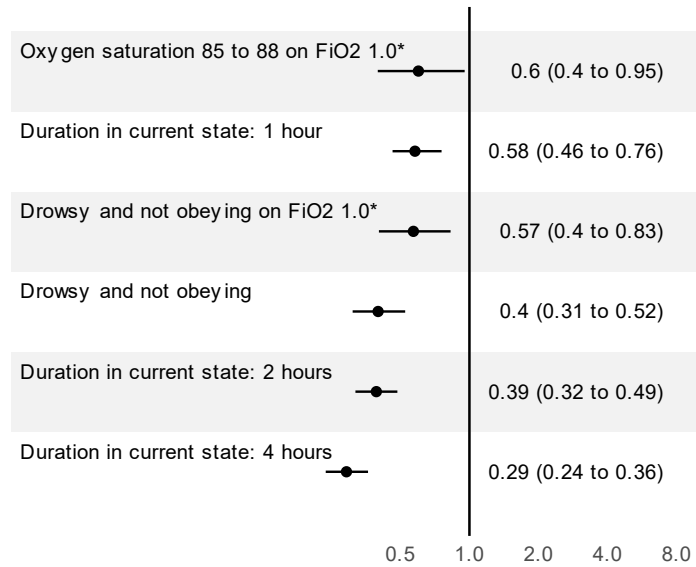 Oxygen saturation 85 to 88 on FiO2 1.0*
0.6 (0.4 to 0.95)
Duration in current state: 1 hour
0.58 (0.46 to 0.76)
Drowsy and not obeying on FiO2 1.0*
0.57 (0.4 to 0.83)
Drowsy and not obeying
0.4 (0.31 to 0.52)
Duration in current state: 2 hours
0.39 (0.32 to 0.49)
Duration in current state: 4 hours
0.29 (0.24 to 0.36)
0.5 1.0 2.0 4.0 8.0